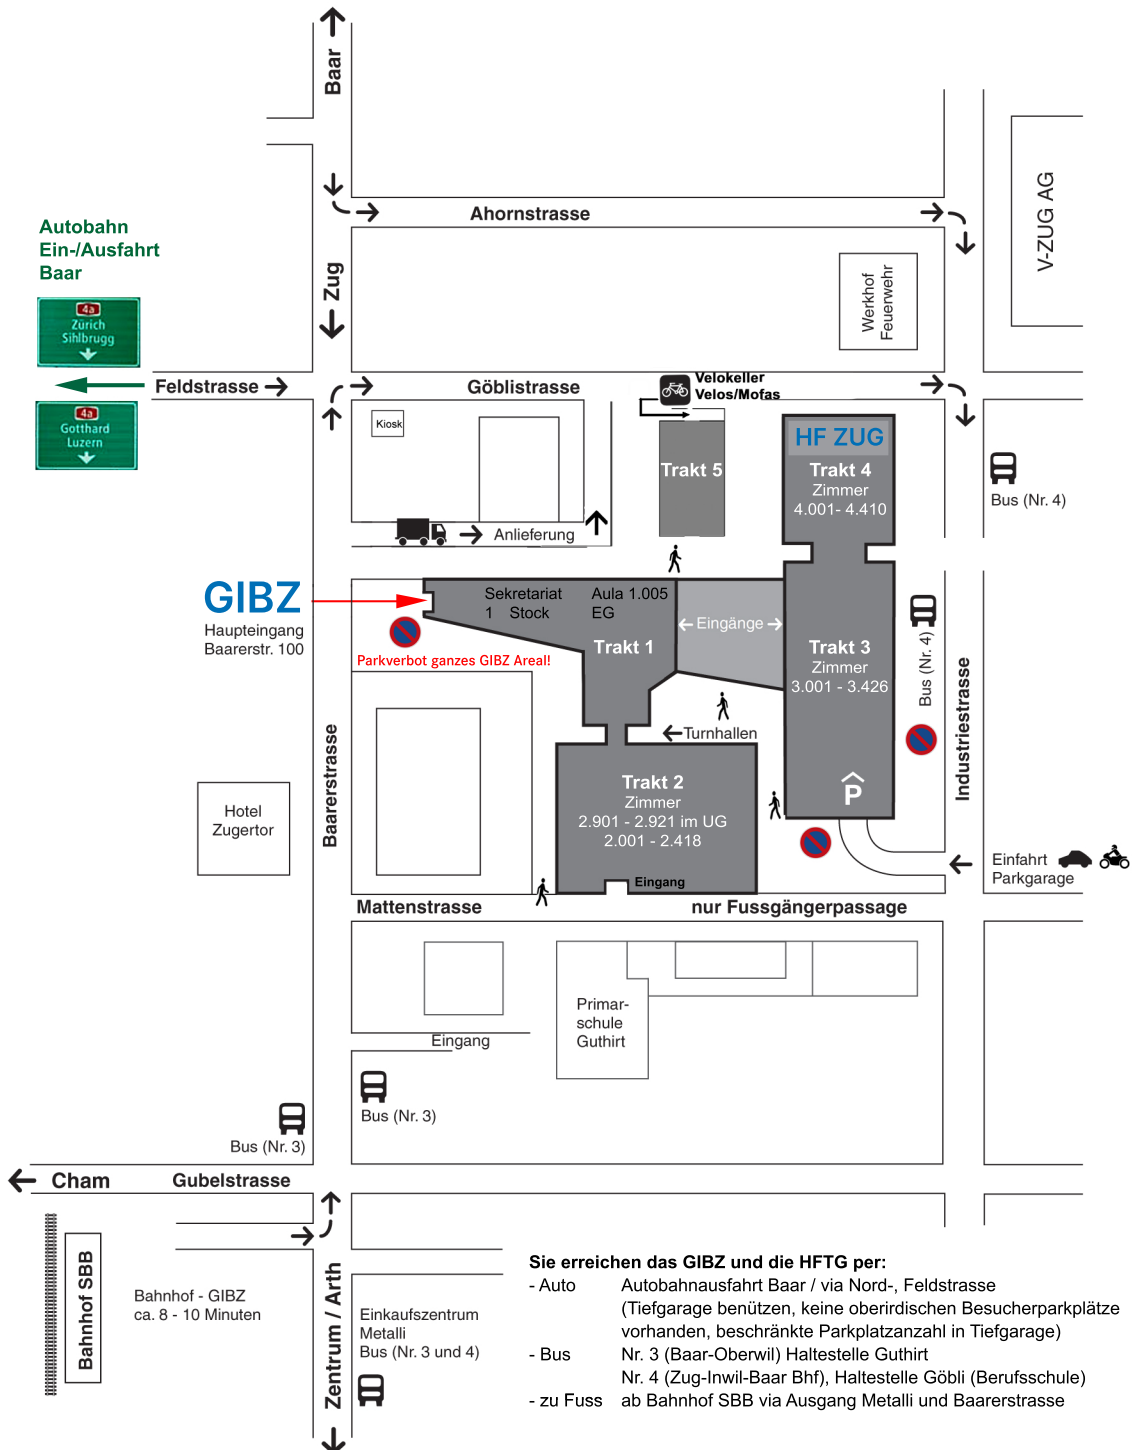 Baar
Ahornstrasse
V-ZUG AG
Autobahn
Ein-/Ausfahrt
Baar
Zug
Werkhof
Feuerwehr
4a
Zürich
Sihlbrugg
Feldstrasse
Göblistrasse
Velokeller
Velos/Mofas
4a
Gotthard
Luzern
Kiosk
HF ZUG
Trakt 5
Trakt 4
Zimmer
4.001- 4.410
Bus (Nr. 4)
Anlieferung
GIBZ
Haupteingang
Baarerstr. 100
Sekretariat
1 Stock
Aula 1.005
EG
Eingänge
Trakt 1
Trakt 3
Zimmer
3.001 - 3.426
Bus (Nr. 4)
Parkverbot ganzes GIBZ Areal!
Industriestrasse
Turnhallen
Baarerstrasse
Trakt 2
Zimmer
2.901 - 2.921 im UG
2.001 - 2.418
P
Hotel
Zugertor
Einfahrt
Parkgarage
Eingang
Mattenstrasse
nur Fussgängerpassage
Primar-
schule
Guthirt
Eingang
Bus (Nr. 3)
Bus (Nr. 3)
Cham
Gubelstrasse
Bahnhof SBB
Bahnhof - GIBZ
ca. 8 - 10 Minuten
Zentrum / Arth
Einkaufszentrum
Metalli
Bus (Nr. 3 und 4)
Sie erreichen das GIBZ und die HFTG per:
- Auto Autobahnausfahrt Baar / via Nord-, Feldstrasse
(Tiefgarage benützen, keine oberirdischen Besucherparkplätze
vorhanden, beschränkte Parkplatzanzahl in Tiefgarage)
- Bus Nr. 3 (Baar-Oberwil) Haltestelle Guthirt
Nr. 4 (Zug-Inwil-Baar Bhf), Haltestelle Göbli (Berufsschule)
- zu Fuss ab Bahnhof SBB via Ausgang Metalli und Baarerstrasse